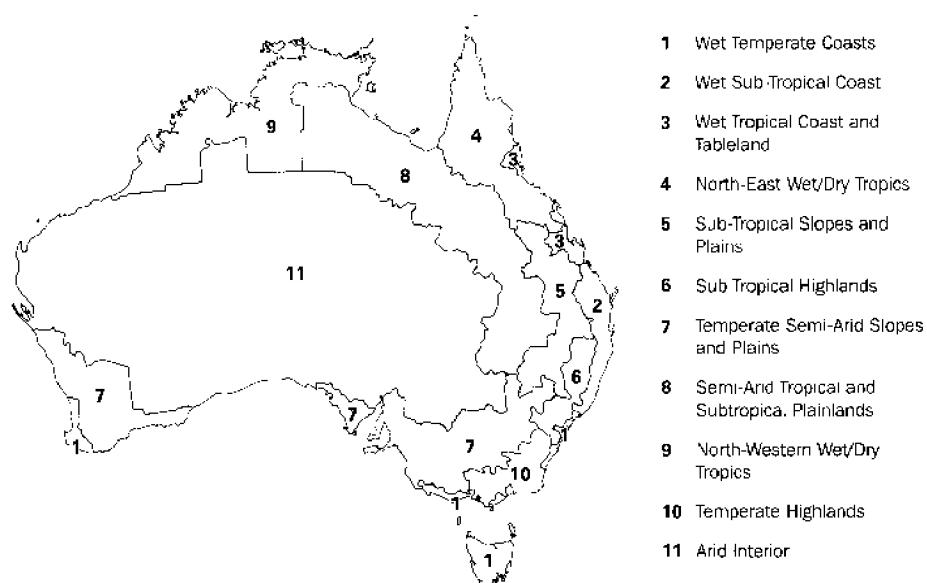 9
4
3
8
3
11
5
2
6
7
7
7
1
1
10
1
1
1 Wet Temperate Coasts
2 Wet Sub-Tropical Coast
3 Wet Tropical Coast and
Tableland
4 North-East Wet/Dry Tropics
5 Sub-Tropical Slopes and
Plains
6 Sub Tropical Highlands
7 Temperate Semi-Arid Slopes
and Plains
8 Semi-Arid Tropical and
Subtropica. Plainlands
9 North-Western Wet/Dry
Tropics
10 Temperate Highlands
11 Arid Interior